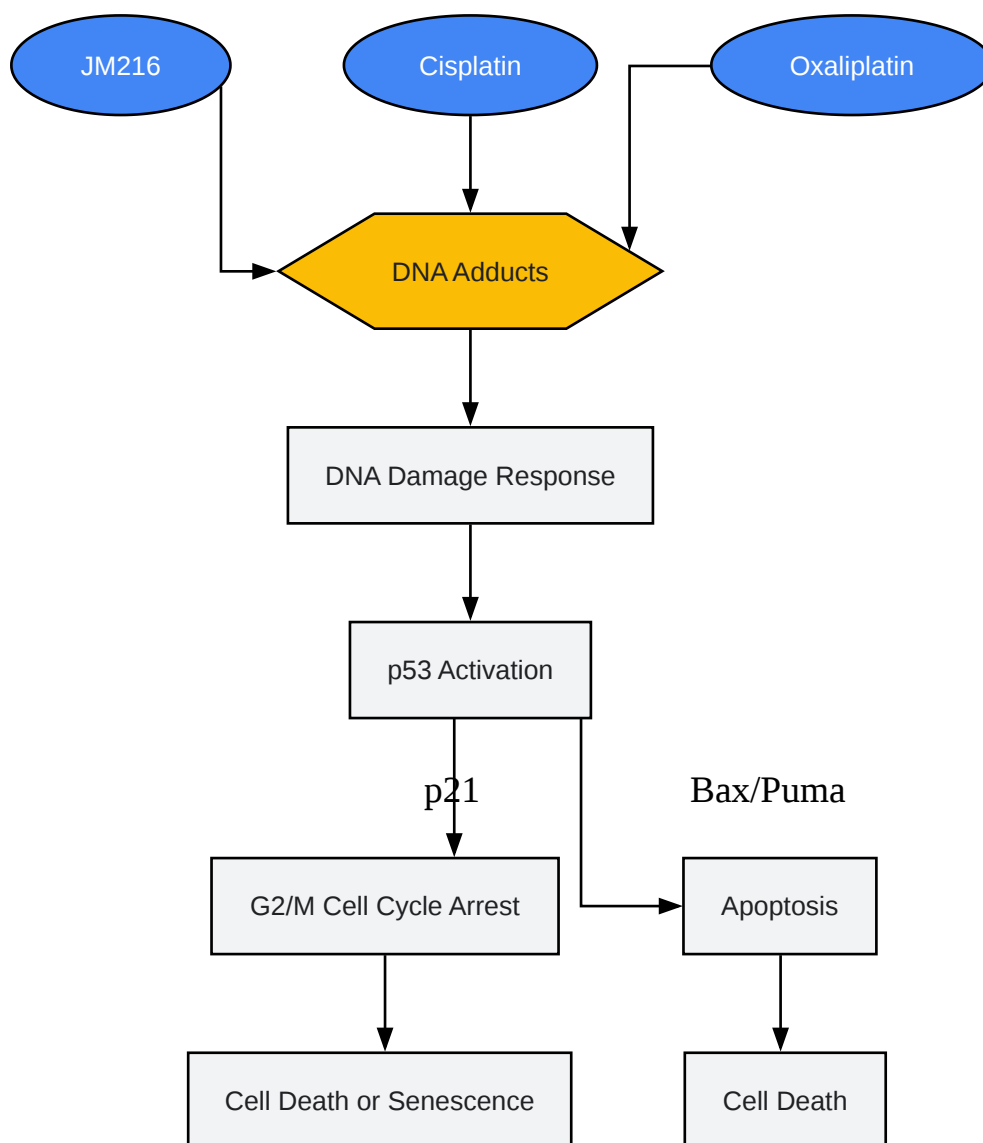 JM216
Cisplatin
Oxaliplatin
DNA Adducts
DNA Damage Response
p53 Activation
p21
Bax/Puma
G2/M Cell Cycle Arrest
Apoptosis
Cell Death or Senescence
Cell Death